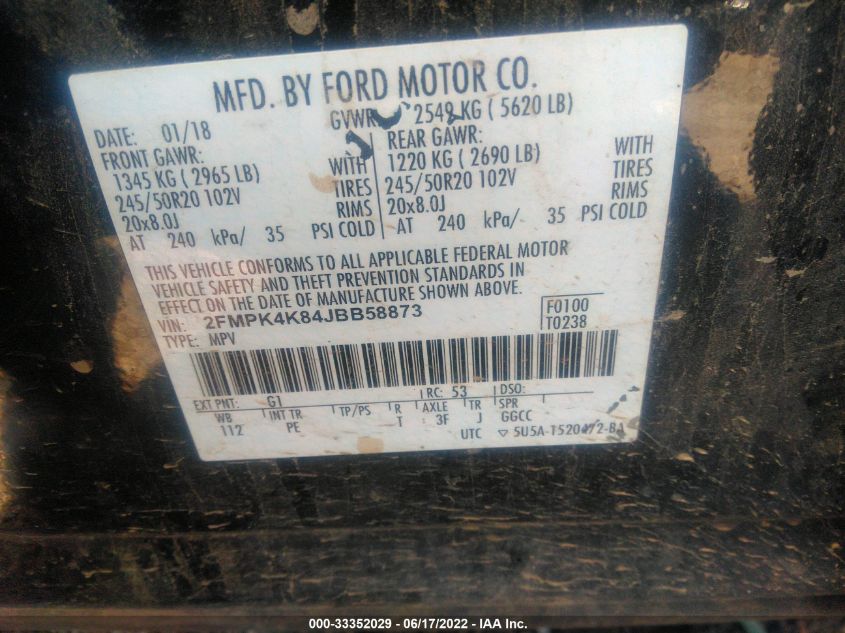 MFD. BY FORD MOTOR CO.
DATE: 01/18 GVWR 2549 KG ( 5620 LB)
FRONT GAWR: REAR GAWR:
1345 KG ( 2965 LB) WITH 1220 KG ( 2690 LB) WITH
245/50R20 102V TIRES 245/50R20 102V TIRES
20x8.0J RIMS 20x8.0J RIMS
AT 240 kPa/ 35 PSI COLD AT 240 kPa/ 35 PSI COLD
THIS VEHICLE CONFORMS TO ALL APPLICABLE FEDERAL MOTOR
VEHICLE SAFETY AND THEFT PREVENTION STANDARDS IN
EFFECT ON THE DATE OF MANUFACTURE SHOWN ABOVE.
VIN: 2FMPK4K84JBB58873 F0100
TYPE: MPV T0238
EXT PNT: G1 RC: 53 DSO:
WB INT TR TP/PS R AXLE TR SPR
112 PE T 3F J GGCC
UTC ▽ 5U5A-1520472-BA
000-33352029 - 06/17/2022 - IAA Inc.